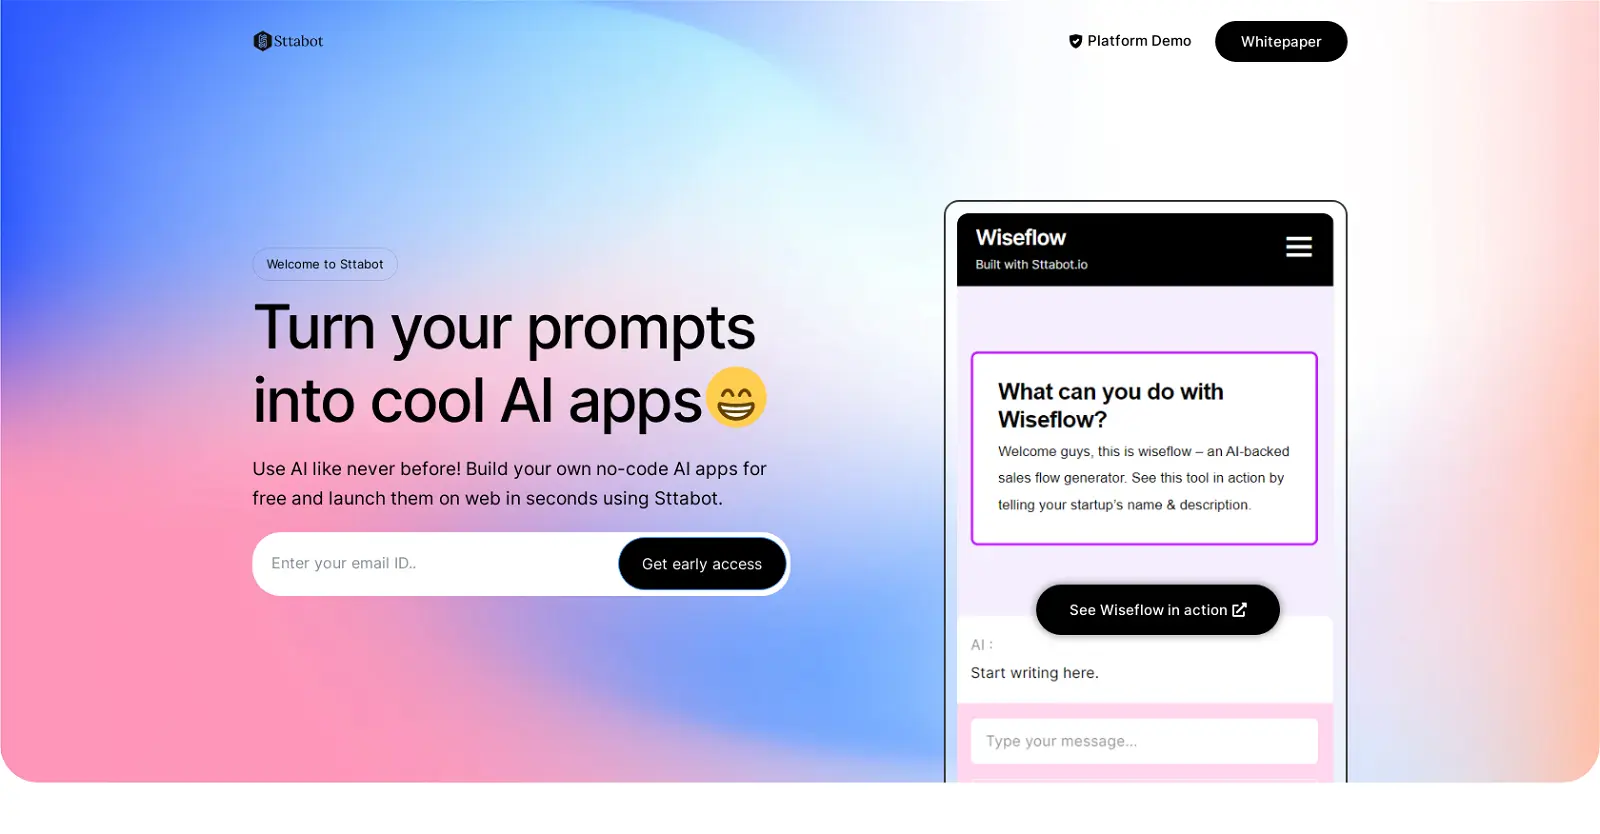 Sttabot
Platform Demo
Whitepaper
Welcome to Sttabot
Turn your prompts
into cool AI apps😁
Use AI like never before! Build your own no-code AI apps for
free and launch them on web in seconds using Sttabot.
Enter your email ID..
Get early access
Wiseflow
Built with Sttabot.io
What can you do with
Wiseflow?
Welcome guys, this is wiseflow – an AI-backed
sales flow generator. See this tool in action by
telling your startup's name & description.
See Wiseflow in action
AI :
Start writing here.
Type your message...